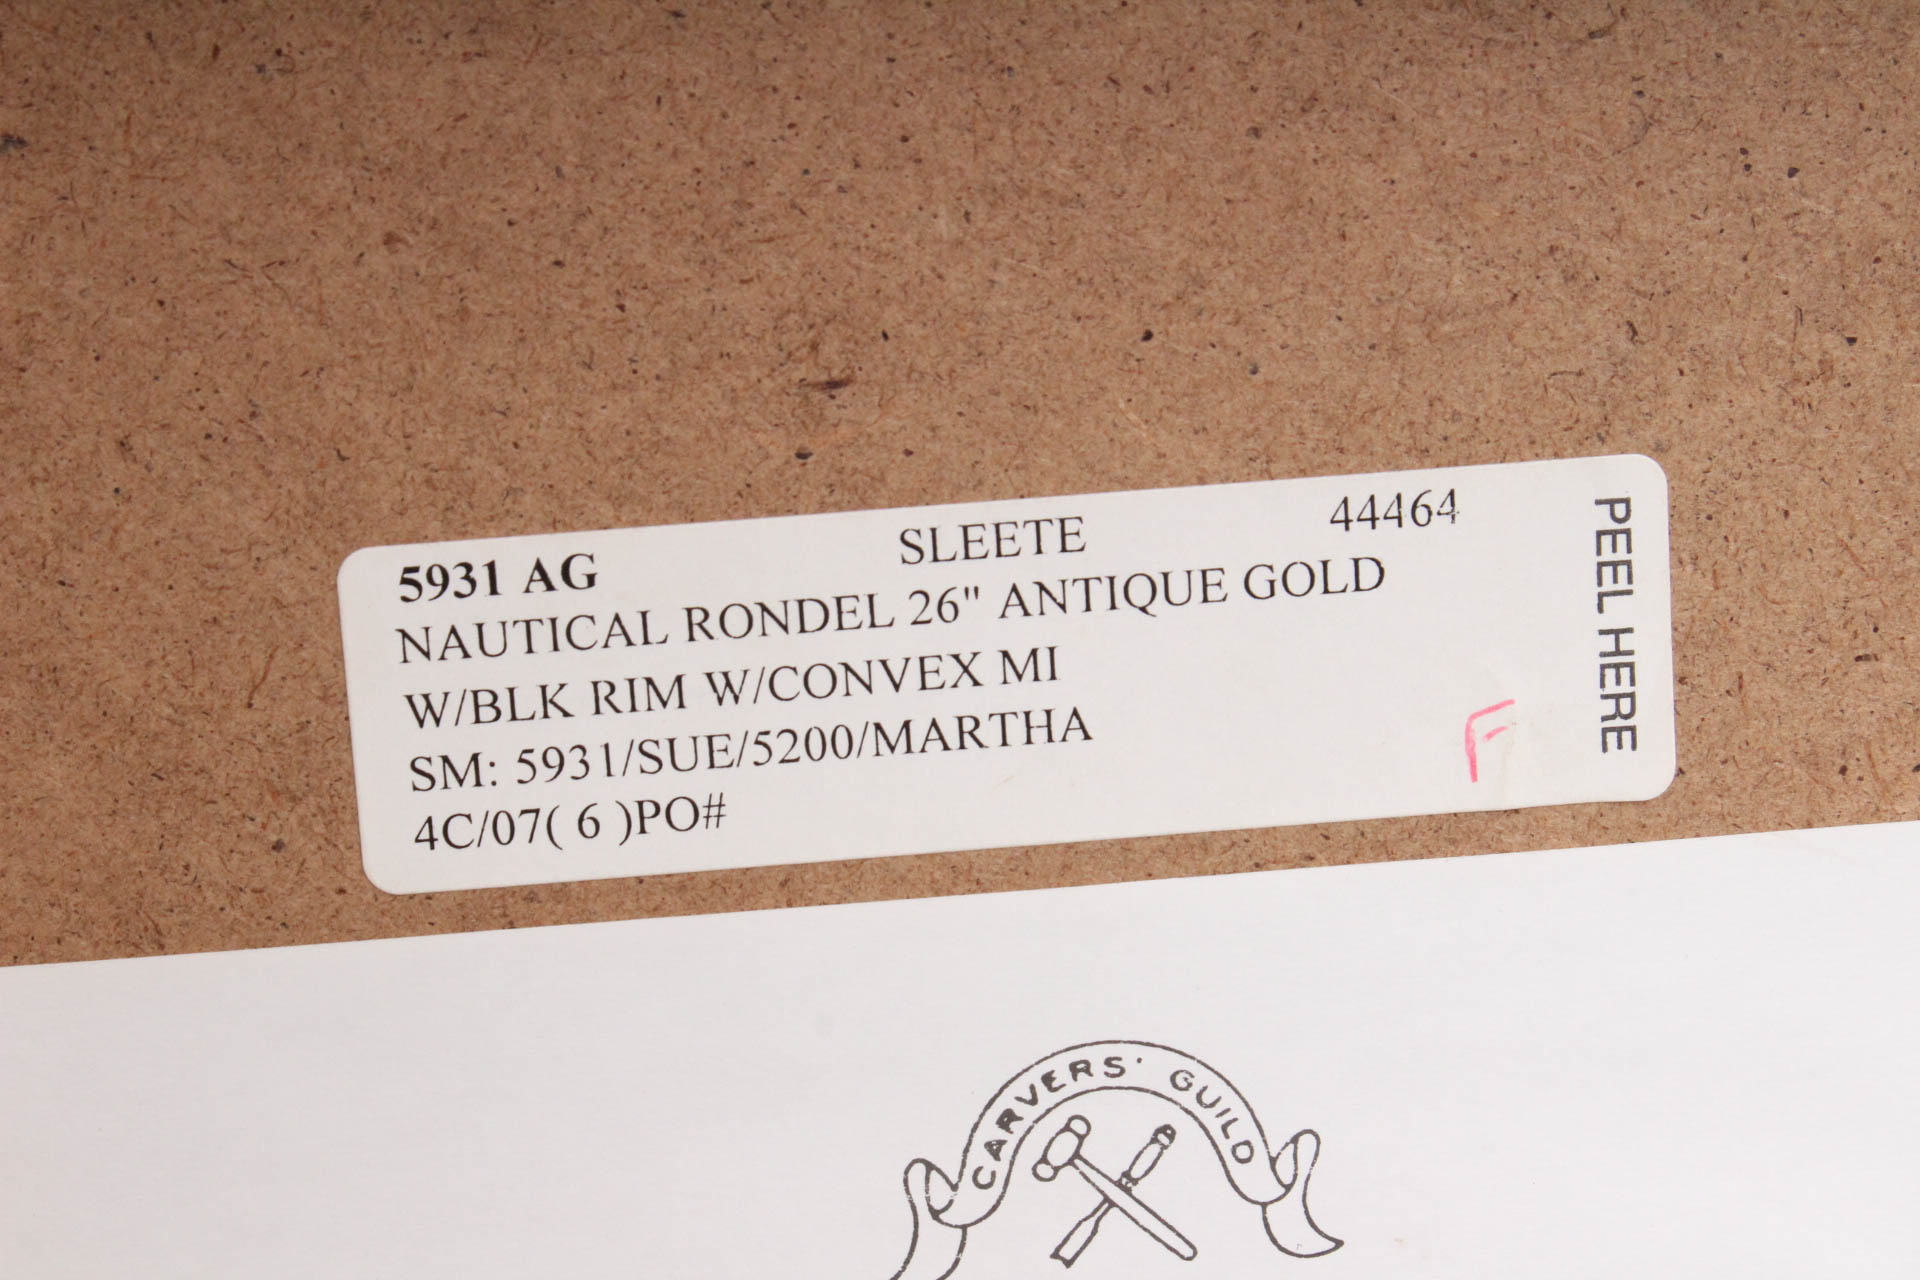 5931 AG SLEETE 44464
NAUTICAL RONDEL 26" ANTIQUE GOLD
W/BLK RIM W/CONVEX MI
SM: 5931/SUE/5200/MARTHA
4C/07( 6 )PO#
F
PEEL HERE
CARVERS' GUILD